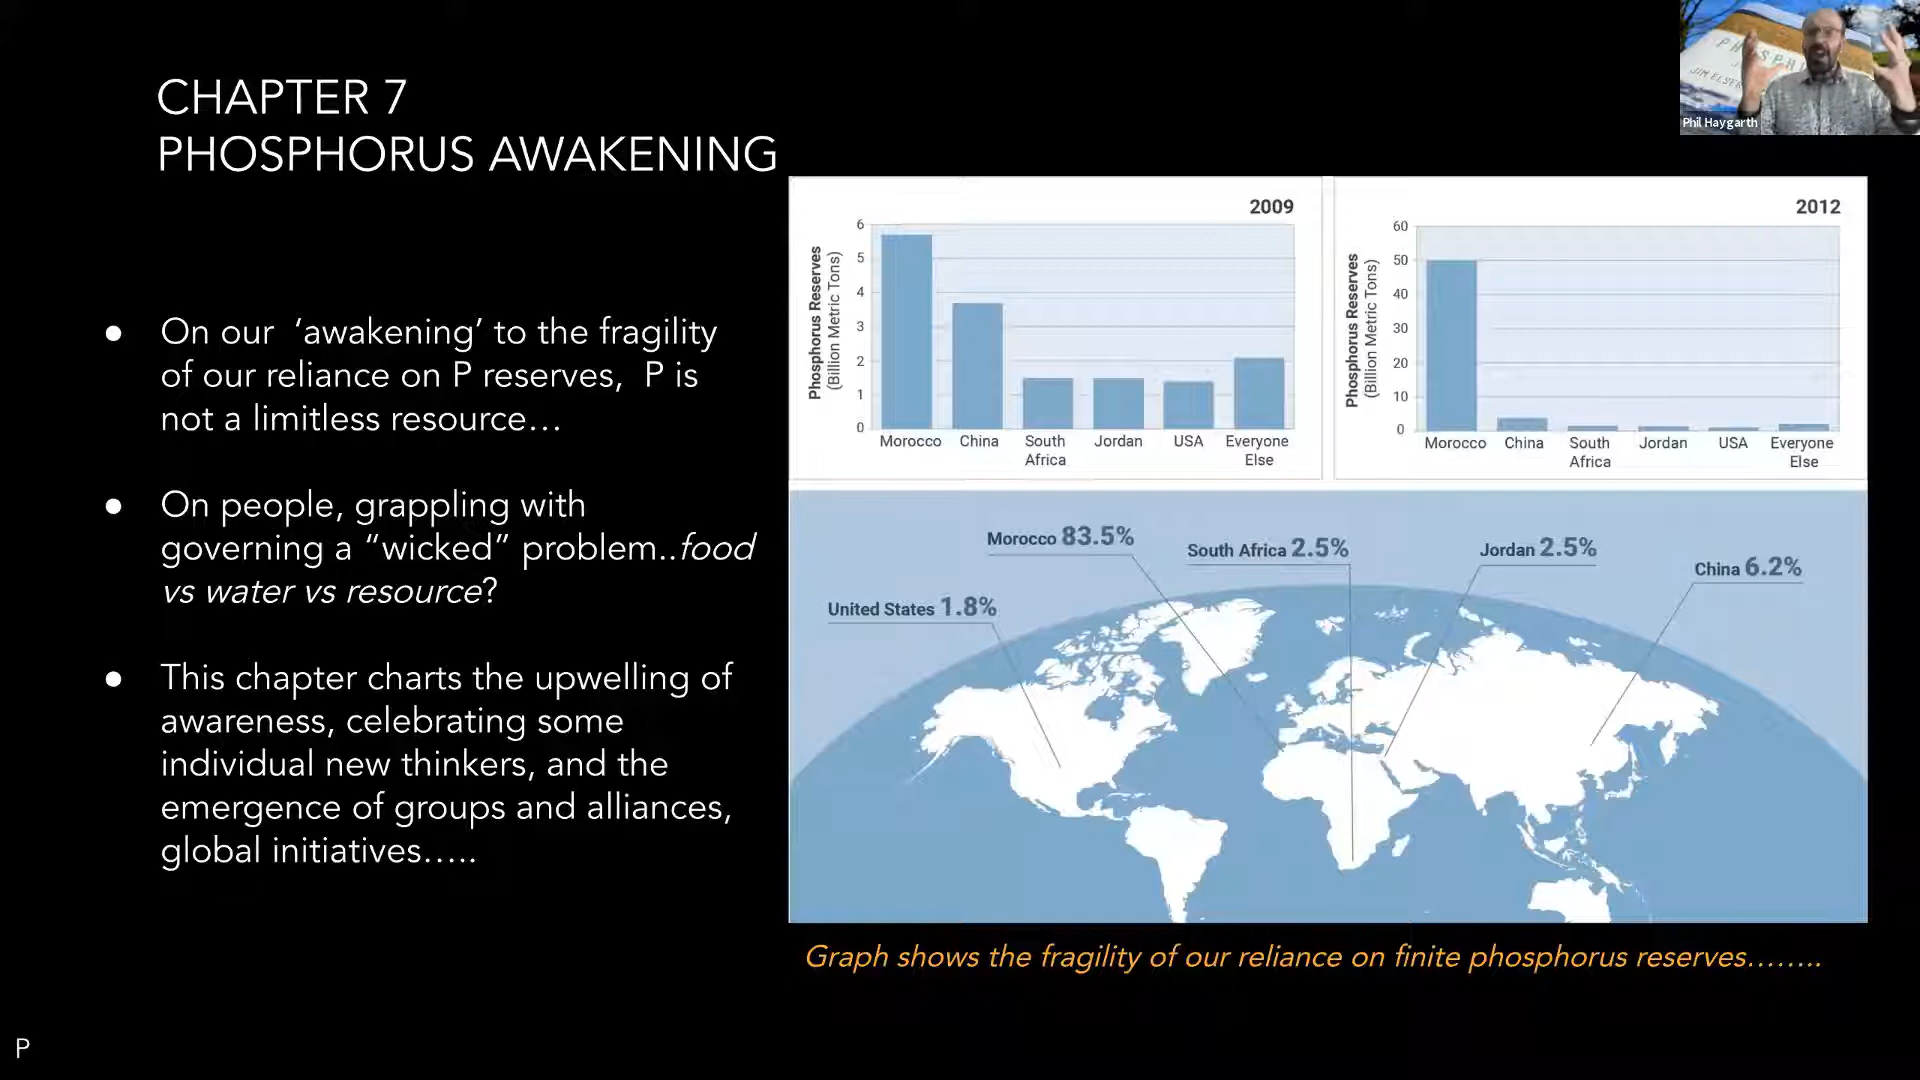 CHAPTER 7
PHOSPHORUS AWAKENING
● On our ‘awakening’ to the fragility
of our reliance on P reserves, P is
not a limitless resource…
● On people, grappling with
governing a “wicked” problem..food
vs water vs resource?
● This chapter charts the upwelling of
awareness, celebrating some
individual new thinkers, and the
emergence of groups and alliances,
global initiatives…..
P
Phil Haygarth
2009
Phosphorus Reserves
(Billion Metric Tons)
6
5
4
3
2
1
0
Morocco China South Africa Jordan USA Everyone Else
2012
Phosphorus Reserves
(Billion Metric Tons)
60
50
40
30
20
10
0
Morocco China South Africa Jordan USA Everyone Else
Morocco 83.5%
South Africa 2.5%
Jordan 2.5%
China 6.2%
United States 1.8%
Graph shows the fragility of our reliance on finite phosphorus reserves……..